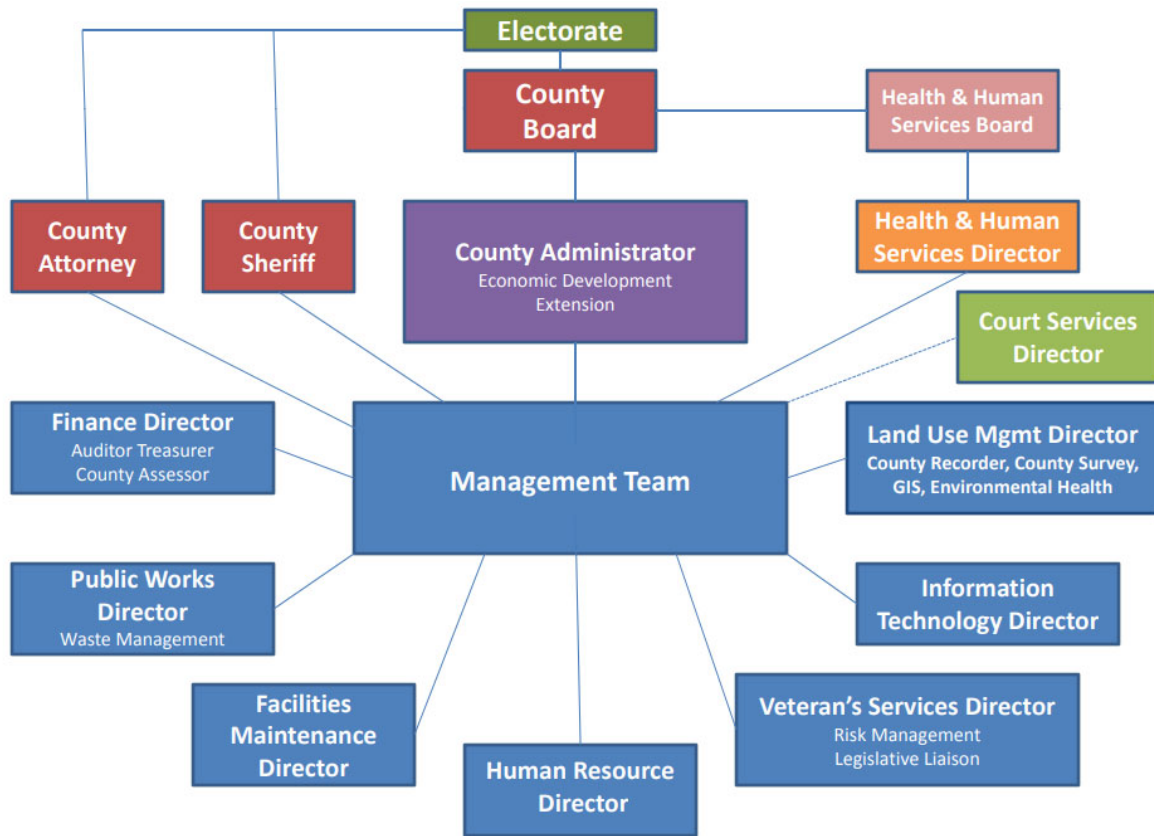 Electorate
County
Board
Health & Human
Services Board
County
Attorney
County
Sheriff
County Administrator
Economic Development
Extension
Health & Human
Services Director
Court Services
Director
Finance Director
Auditor Treasurer
County Assessor
Management Team
Land Use Mgmt Director
County Recorder, County Survey,
GIS, Environmental Health
Public Works
Director
Waste Management
Information
Technology Director
Facilities
Maintenance
Director
Human Resource
Director
Veteran’s Services Director
Risk Management
Legislative Liaison